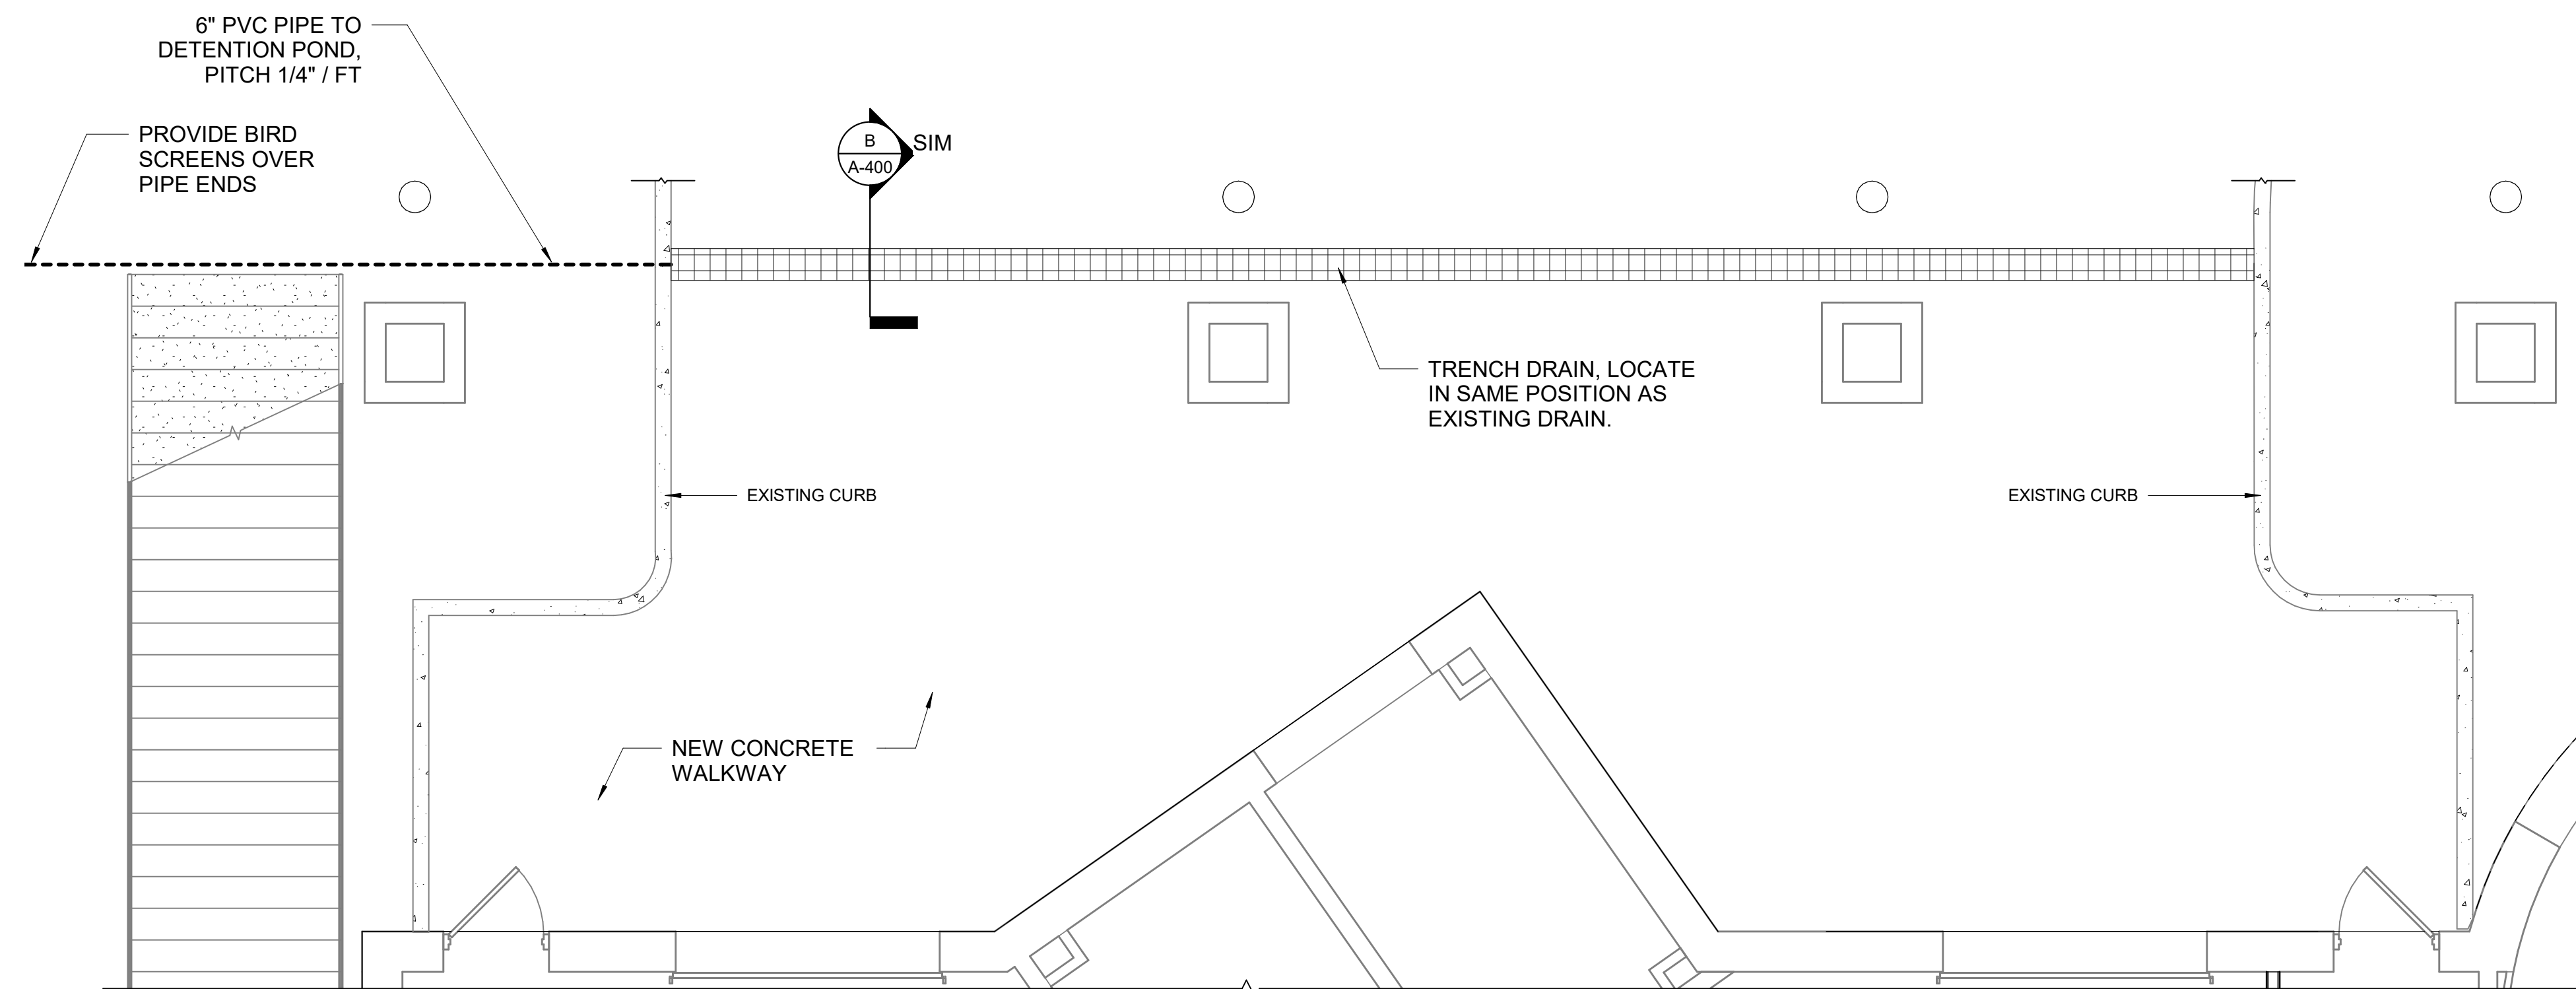 6" PVC PIPE TO
DETENTION POND,
PITCH 1/4" / FT
PROVIDE BIRD
SCREENS OVER
PIPE ENDS
B
A-400
SIM
TRENCH DRAIN, LOCATE
IN SAME POSITION AS
EXISTING DRAIN.
EXISTING CURB
EXISTING CURB
NEW CONCRETE
WALKWAY